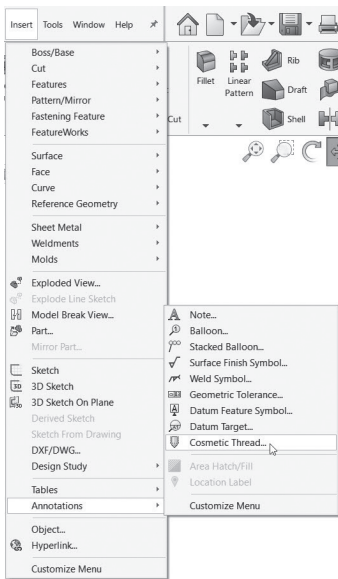 Insert Tools Window Help
Boss/Base
Cut
Features
Pattern/Mirror
Fastening Feature
FeatureWorks
Surface
Face
Curve
Reference Geometry
Sheet Metal
Weldments
Molds
Exploded View...
Explode Line Sketch
Model Break View...
Part...
Mirror Part...
Sketch
3D Sketch
3D Sketch On Plane
Derived Sketch
Sketch From Drawing
DXF/DWG...
Design Study
Tables
Annotations
Object...
Hyperlink...
Customize Menu
Cut
Fillet
Linear
Pattern
Rib
Draft
Shell
Note...
Balloon...
Stacked Balloon...
Surface Finish Symbol...
Weld Symbol...
Geometric Tolerance...
Datum Feature Symbol...
Datum Target...
Cosmetic Thread...
Area Hatch/Fill
Location Label
Customize Menu